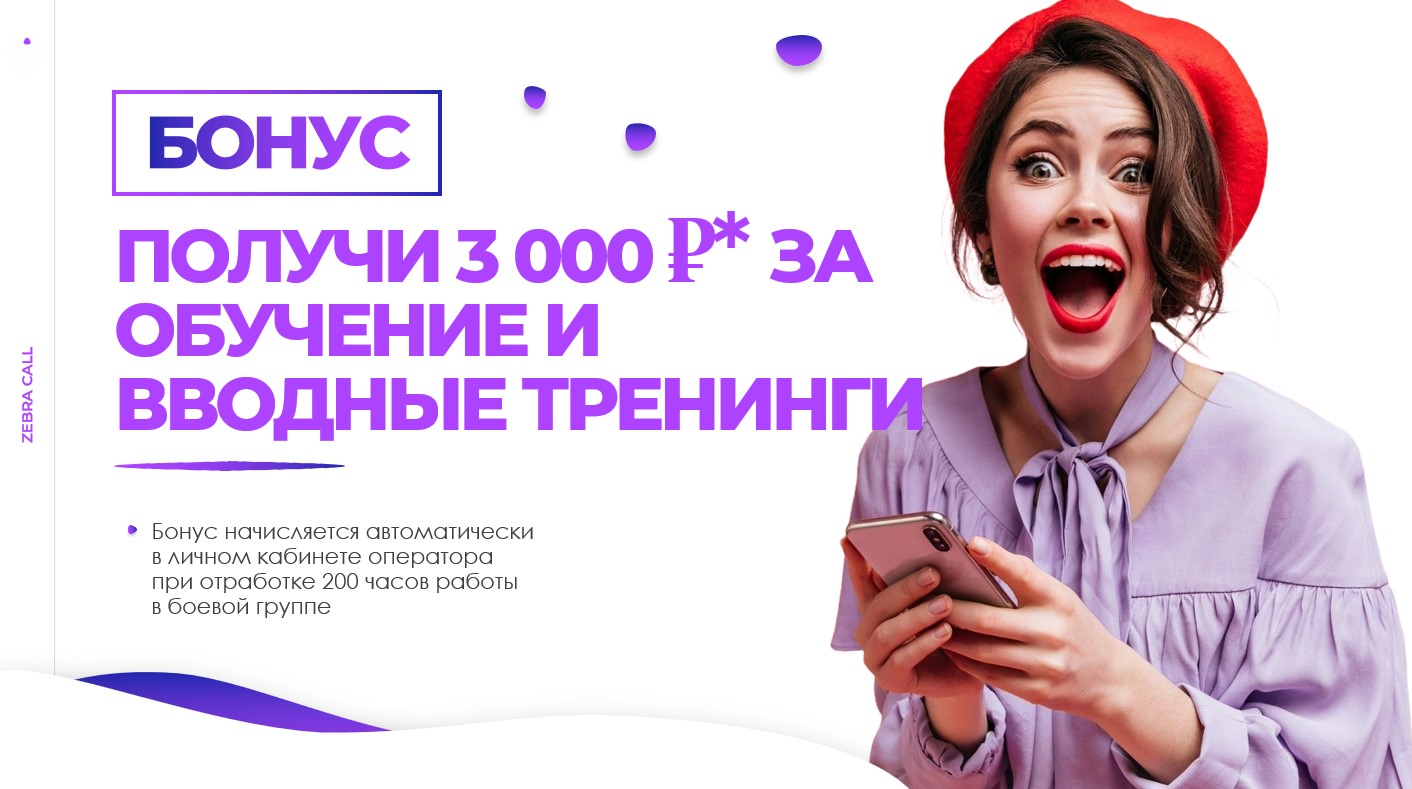 БОНУС
ПОЛУЧИ 3 000 ₽* ЗА
ОБУЧЕНИЕ И
ВВОДНЫЕ ТРЕНИНГИ
Бонус начисляется автоматически
в личном кабинете оператора
при отработке 200 часов работы
в боевой группе
ZEBRA CALL